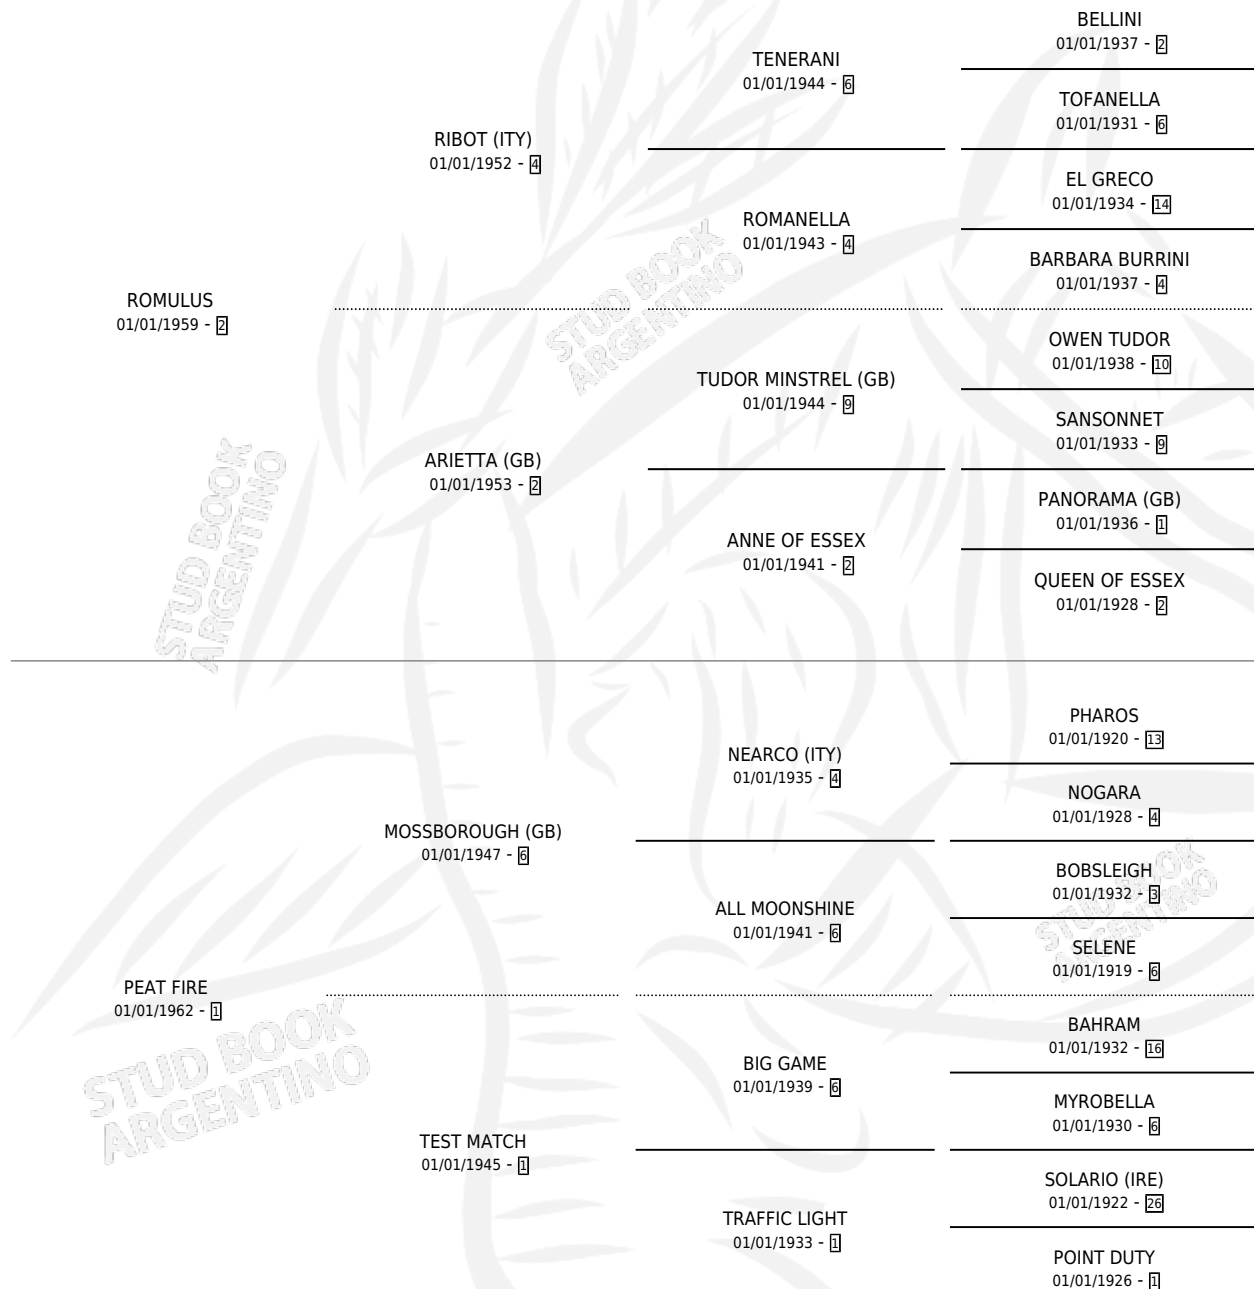 BELLINI
01/01/1937 - 2
TENERANI
01/01/1944 - 6
TOFANELLA
01/01/1931 - 6
RIBOT (ITY)
01/01/1952 - 4
EL GRECO
01/01/1934 - 14
ROMANELLA
01/01/1943 - 4
BARBARA BURRINI
01/01/1937 - 4
STUD BOOK
ARGENTINO
ROMULUS
01/01/1959 - 2
OWEN TUDOR
01/01/1938 - 10
TUDOR MINSTREL (GB)
01/01/1944 - 9
SANSONNET
01/01/1933 - 9
ARIETTA (GB)
01/01/1953 - 2
PANORAMA (GB)
01/01/1936 - 1
ANNE OF ESSEX
01/01/1941 - 2
QUEEN OF ESSEX
01/01/1928 - 2
STUD BOOK
ARGENTINO
PHAROS
01/01/1920 - 13
NEARCO (ITY)
01/01/1935 - 4
NOGARA
01/01/1928 - 4
MOSSBOROUGH (GB)
01/01/1947 - 6
BOBSLEIGH
01/01/1932 - 3
ALL MOONSHINE
01/01/1941 - 6
SELENE
01/01/1919 - 6
STUD BOOK
ARGENTINO
PEAT FIRE
01/01/1962 - 1
BAHRAM
01/01/1932 - 16
BIG GAME
01/01/1939 - 6
MYROBELLA
01/01/1930 - 6
STUD BOOK
ARGENTINO
TEST MATCH
01/01/1945 - 1
SOLARIO (IRE)
01/01/1922 - 26
TRAFFIC LIGHT
01/01/1933 - 1
POINT DUTY
01/01/1926 - 1